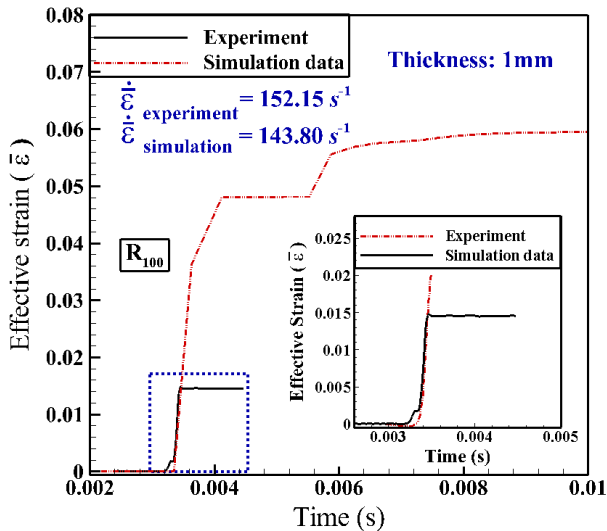 0.08
Experiment
Simulation data
Thickness: 1mm
0.07
ε̄̇ experiment = 152.15 s⁻¹
ε̄̇ simulation = 143.80 s⁻¹
0.06
0.05
0.04
0.03
0.02
0.01
0
Effective strain (ε̄)
R₁₀₀
0.002
0.004
0.006
0.008
0.01
Time (s)
Experiment
Simulation data
0.025
0.02
0.015
0.01
0.005
0
Effective Strain (ε̄)
0.003
0.004
0.005
Time (s)